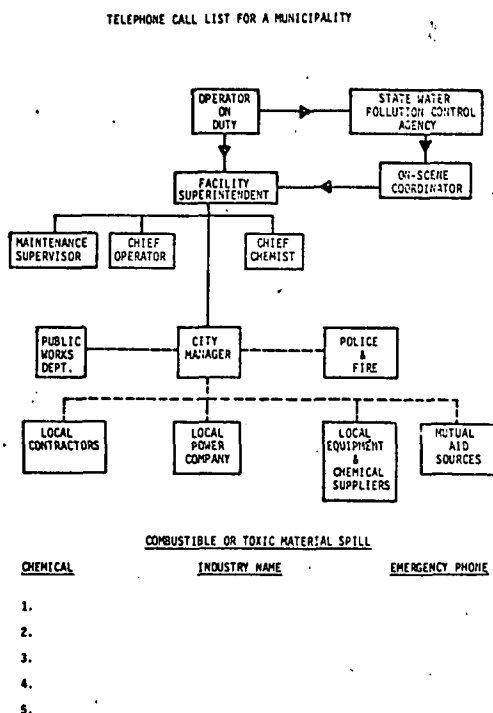 TELEPHONE CALL LIST FOR A MUNICIPALITY
OPERATOR
ON
DUTY
STATE WATER
POLLUTION CONTROL
AGENCY
FACILITY
SUPERINTENDENT
ON-SCENE
COORDINATOR
MAINTENANCE
SUPERVISOR
CHIEF
OPERATOR
CHIEF
CHEMIST
PUBLIC
WORKS
DEPT.
CITY
MANAGER
POLICE
&
FIRE
LOCAL
CONTRACTORS
LOCAL
POWER
COMPANY
LOCAL
EQUIPMENT
&
CHEMICAL
SUPPLIERS
MUTUAL
AID
SOURCES
COMBUSTIBLE OR TOXIC MATERIAL SPILL
CHEMICAL INDUSTRY NAME EMERGENCY PHONE
1.
2.
3.
4.
5.